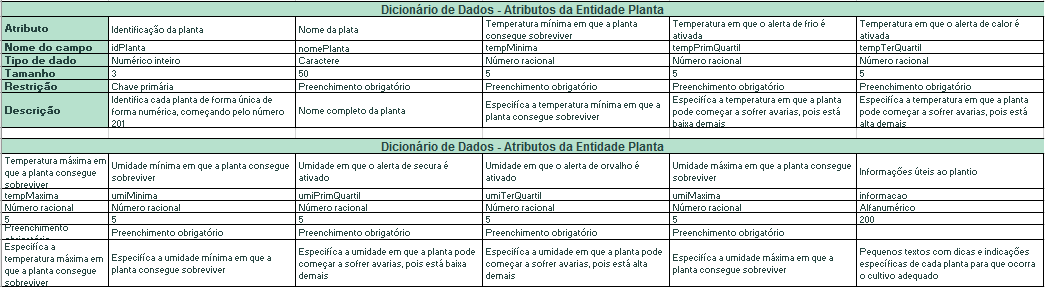 Dicionário de Dados - Atributos da Entidade Planta
Atributo Identificação da planta Nome da plata Temperatura mínima em que a planta consegue sobreviver Temperatura em que o alerta de frio é ativada Temperatura em que o alerta de calor é ativada
Nome do campo idPlanta nomePlanta tempMinima tempPrimQuartil tempTerQuartil
Tipo de dado Numérico inteiro Caractere Número racional Número racional Número racional
Tamanho 3 50 5 5 5
Restrição Chave primária Preenchimento obrigatório Preenchimento obrigatório Preenchimento obrigatório Preenchimento obrigatório
Descrição Identifica cada planta de forma única de forma numérica, começando pelo número 201 Nome completo da planta Especifíca a temperatura mínima em que a planta consegue sobreviver Especifíca a temperatura em que a planta pode começar a sofrer avarias, pois está baixa demais Especifíca a temperatura em que a planta pode começar a sofrer avarias, pois está alta demais
Dicionário de Dados - Atributos da Entidade Planta
Temperatura máxima em que a planta consegue sobreviver Umidade mínima em que a planta consegue sobreviver Umidade em que o alerta de secura é ativado Umidade em que o alerta de orvalho é ativado Umidade máxima em que a planta consegue sobreviver Informações úteis ao plantio
tempMaxima umiMinima umiPrimQuartil umiTerQuartil umiMaxima informacao
Número racional Número racional Número racional Número racional Número racional Alfanumérico
5 5 5 5 5 200
Preenchimento obrigatório Preenchimento obrigatório Preenchimento obrigatório Preenchimento obrigatório Preenchimento obrigatório
Especifíca a temperatura máxima em que a planta consegue sobreviver Especifíca a umidade mínima em que a planta consegue sobreviver Especifíca a umidade em que a planta pode começar a sofrer avarias, pois está baixa demais Especifíca a umidade em que a planta pode começar a sofrer avarias, pois está alta demais Especifíca a umidade máxima em que a planta consegue sobreviver Pequenos textos com dicas e indicações específicas de cada planta para que ocorra o cultivo adequado